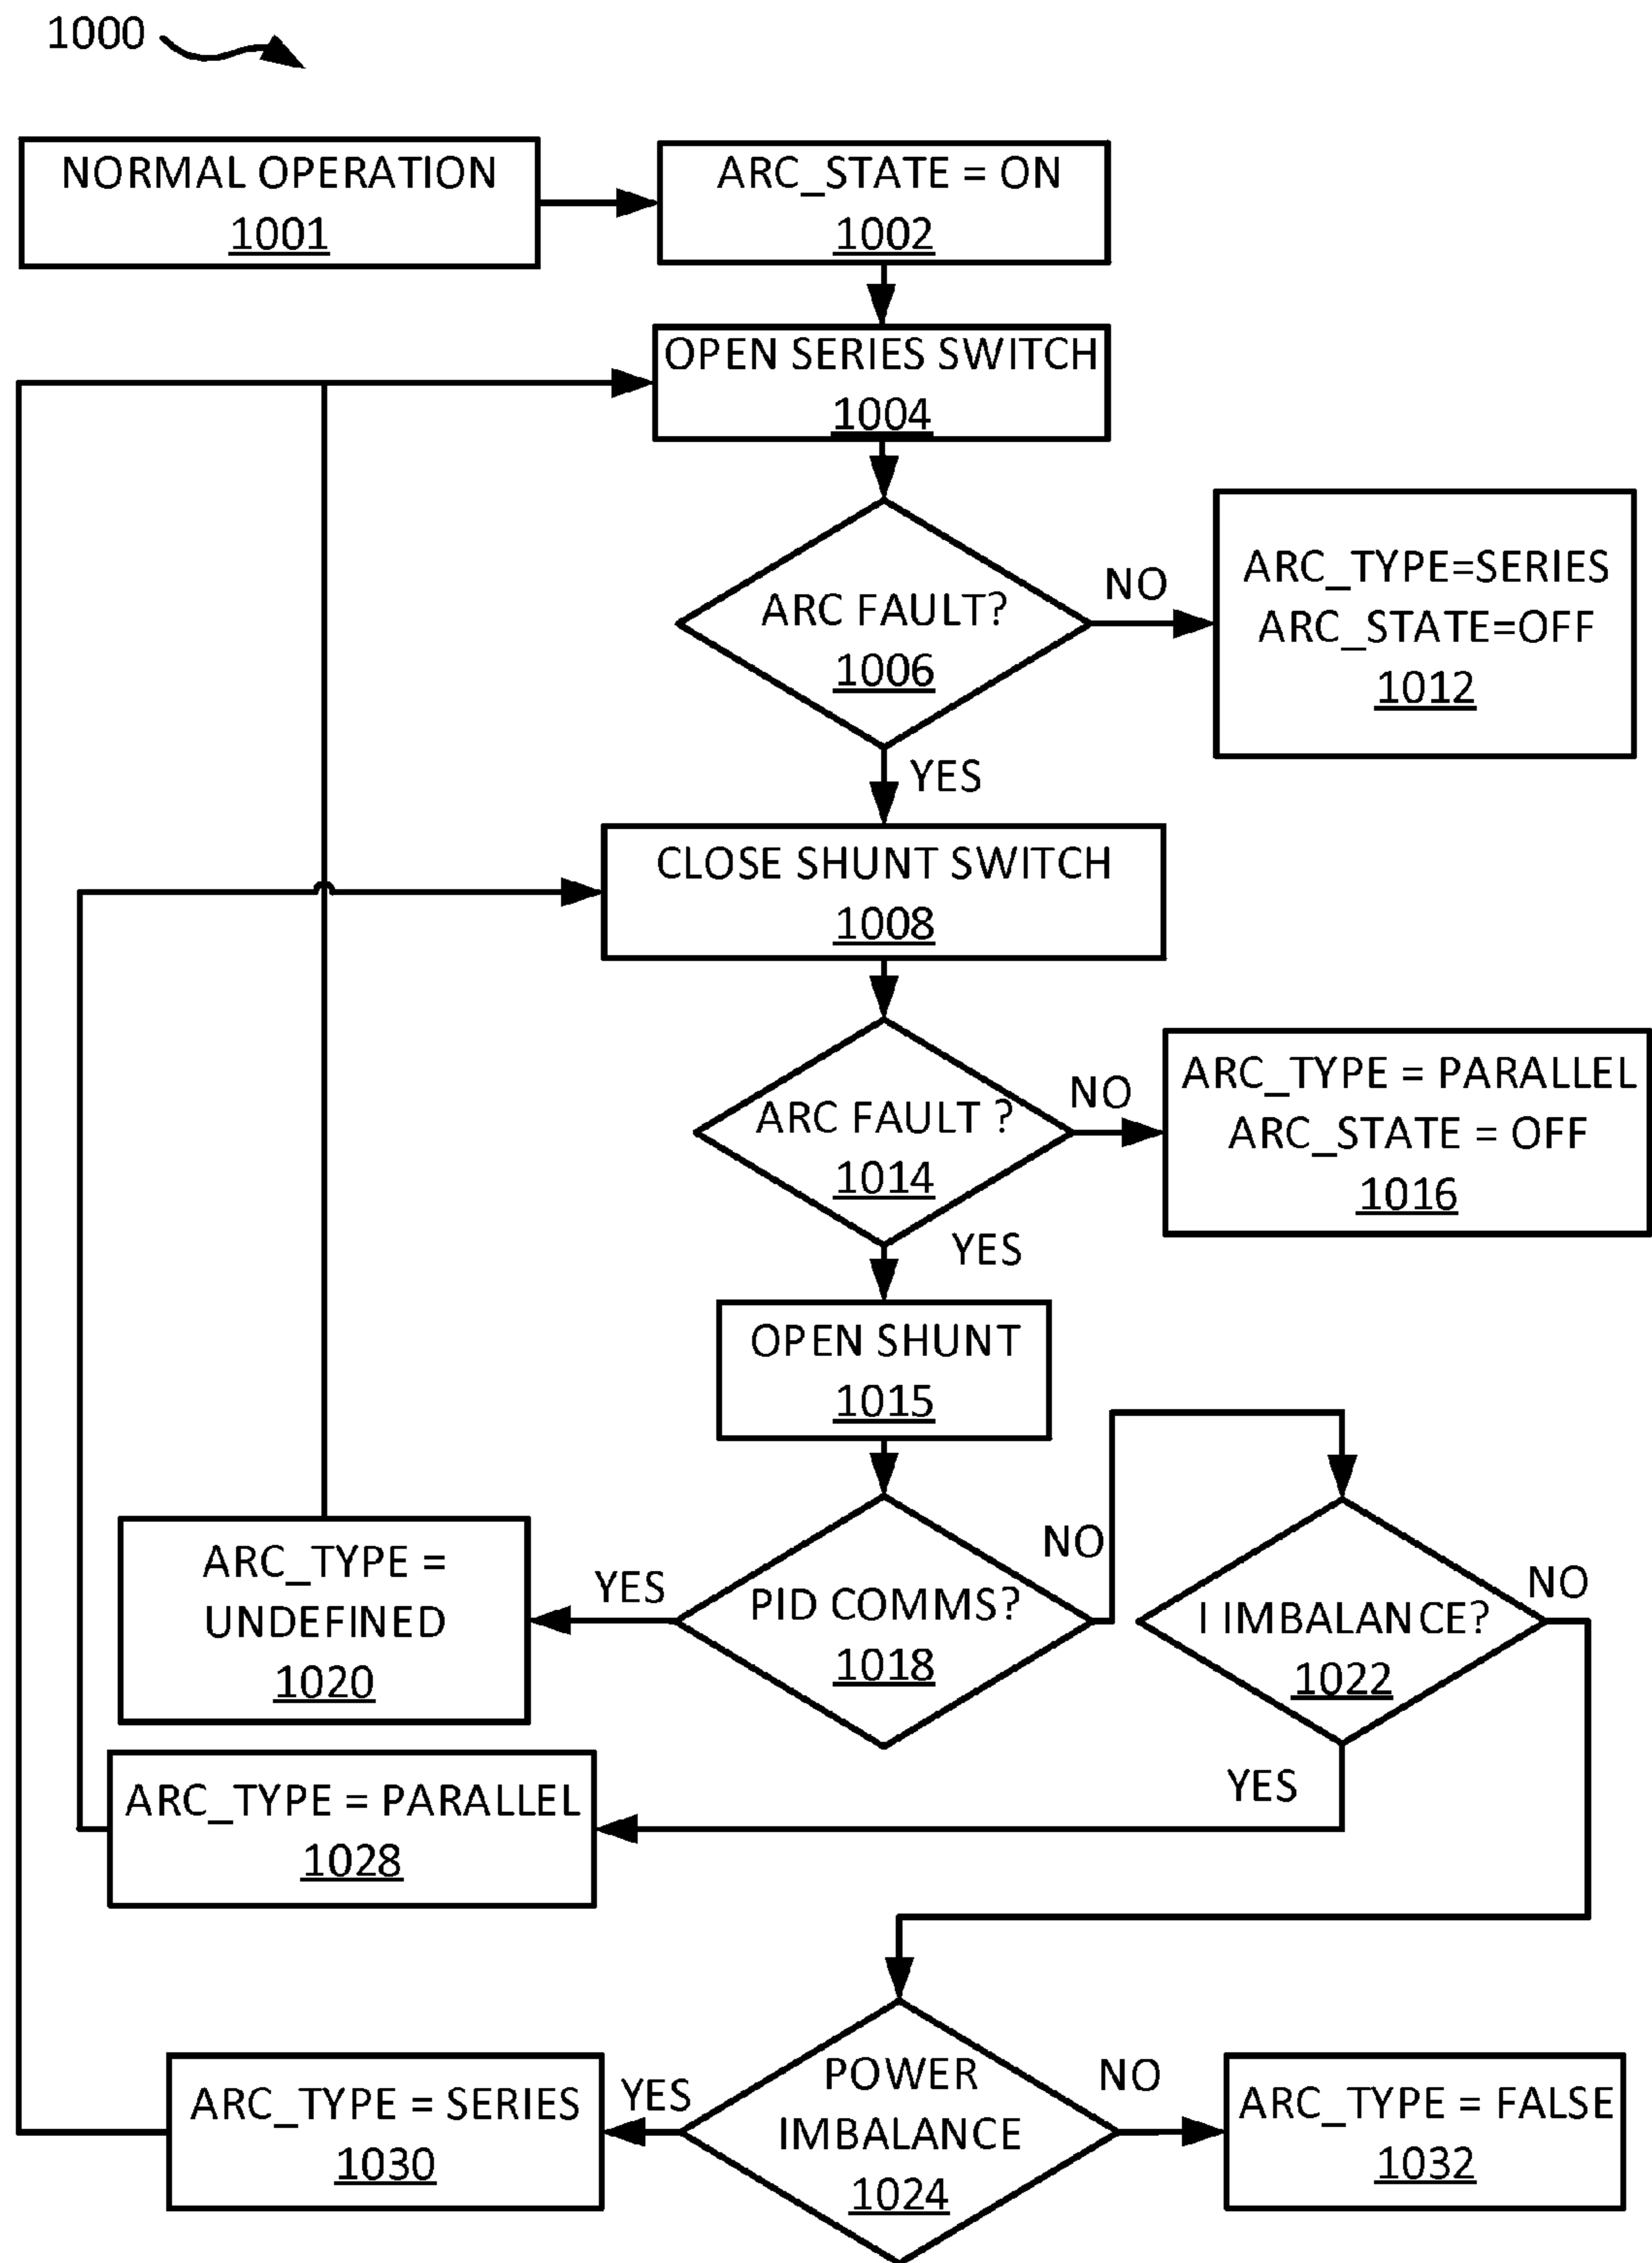 1000
NORMAL OPERATION
1001
ARC_STATE = ON
1002
OPEN SERIES SWITCH
1004
ARC FAULT?
1006
NO
ARC_TYPE=SERIES
ARC_STATE=OFF
1012
YES
CLOSE SHUNT SWITCH
1008
ARC FAULT ?
1014
NO
ARC_TYPE = PARALLEL
ARC_STATE = OFF
1016
YES
OPEN SHUNT
1015
PID COMMS?
1018
YES
ARC_TYPE =
UNDEFINED
1020
NO
I IMBALANCE?
1022
NO
YES
ARC_TYPE = PARALLEL
1028
POWER
IMBALANCE
1024
YES
ARC_TYPE = SERIES
1030
NO
ARC_TYPE = FALSE
1032